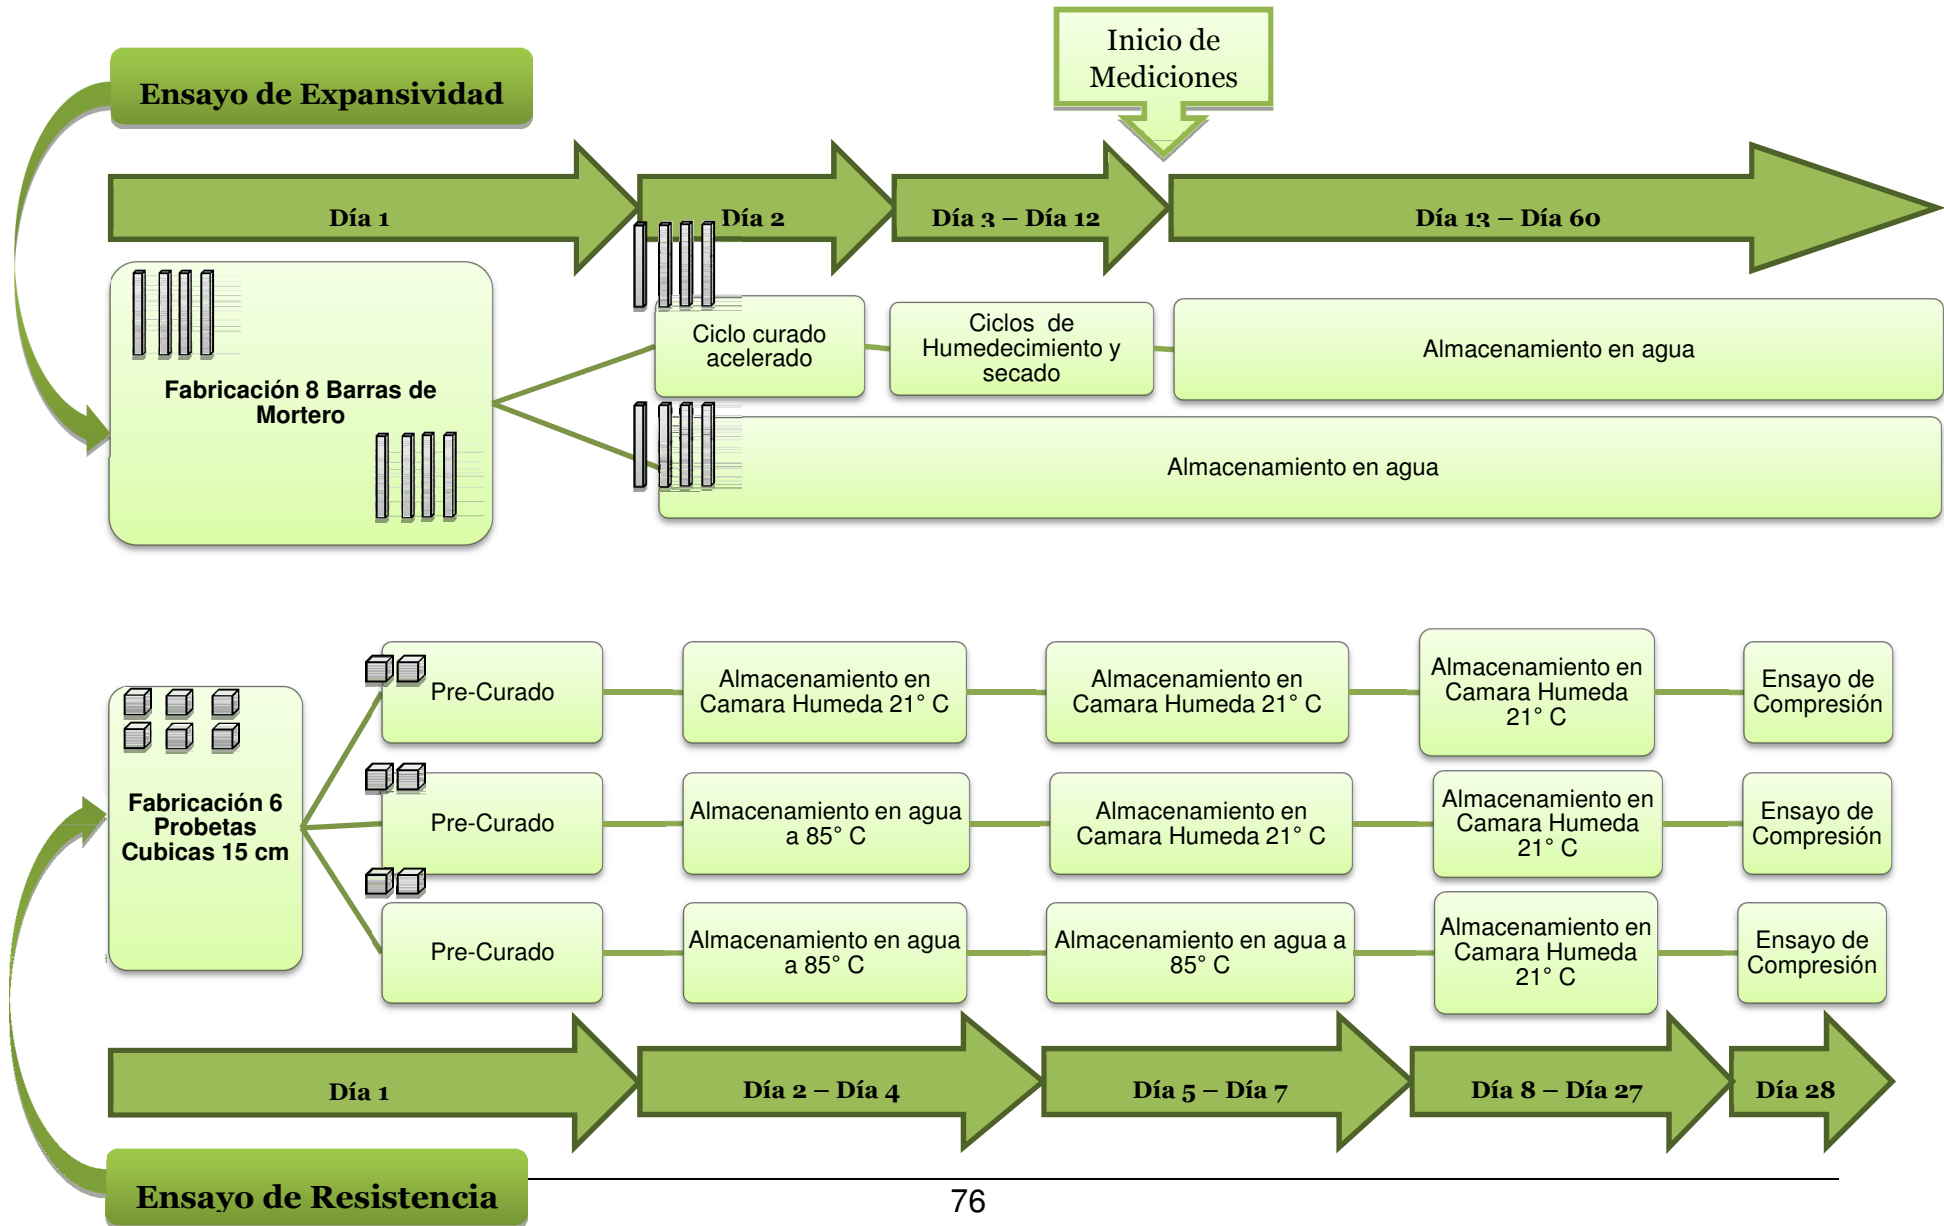 Inicio de
Mediciones
Ensayo de Expansividad
Día 1
Día 2
Día 3 – Día 12
Día 13 – Día 60
Fabricación 8 Barras de
Mortero
Ciclo curado
acelerado
Ciclos de
Humedecimiento y
secado
Almacenamiento en agua
Almacenamiento en agua
Fabricación 6
Probetas
Cubicas 15 cm
Pre-Curado
Almacenamiento en
Camara Humeda 21° C
Almacenamiento en
Camara Humeda 21° C
Almacenamiento en
Camara Humeda
21° C
Ensayo de
Compresión
Pre-Curado
Almacenamiento en agua
a 85° C
Almacenamiento en
Camara Humeda 21° C
Almacenamiento en
Camara Humeda
21° C
Ensayo de
Compresión
Pre-Curado
Almacenamiento en agua
a 85° C
Almacenamiento en agua a
85° C
Almacenamiento en
Camara Humeda
21° C
Ensayo de
Compresión
Día 1
Día 2 – Día 4
Día 5 – Día 7
Día 8 – Día 27
Día 28
Ensayo de Resistencia
76